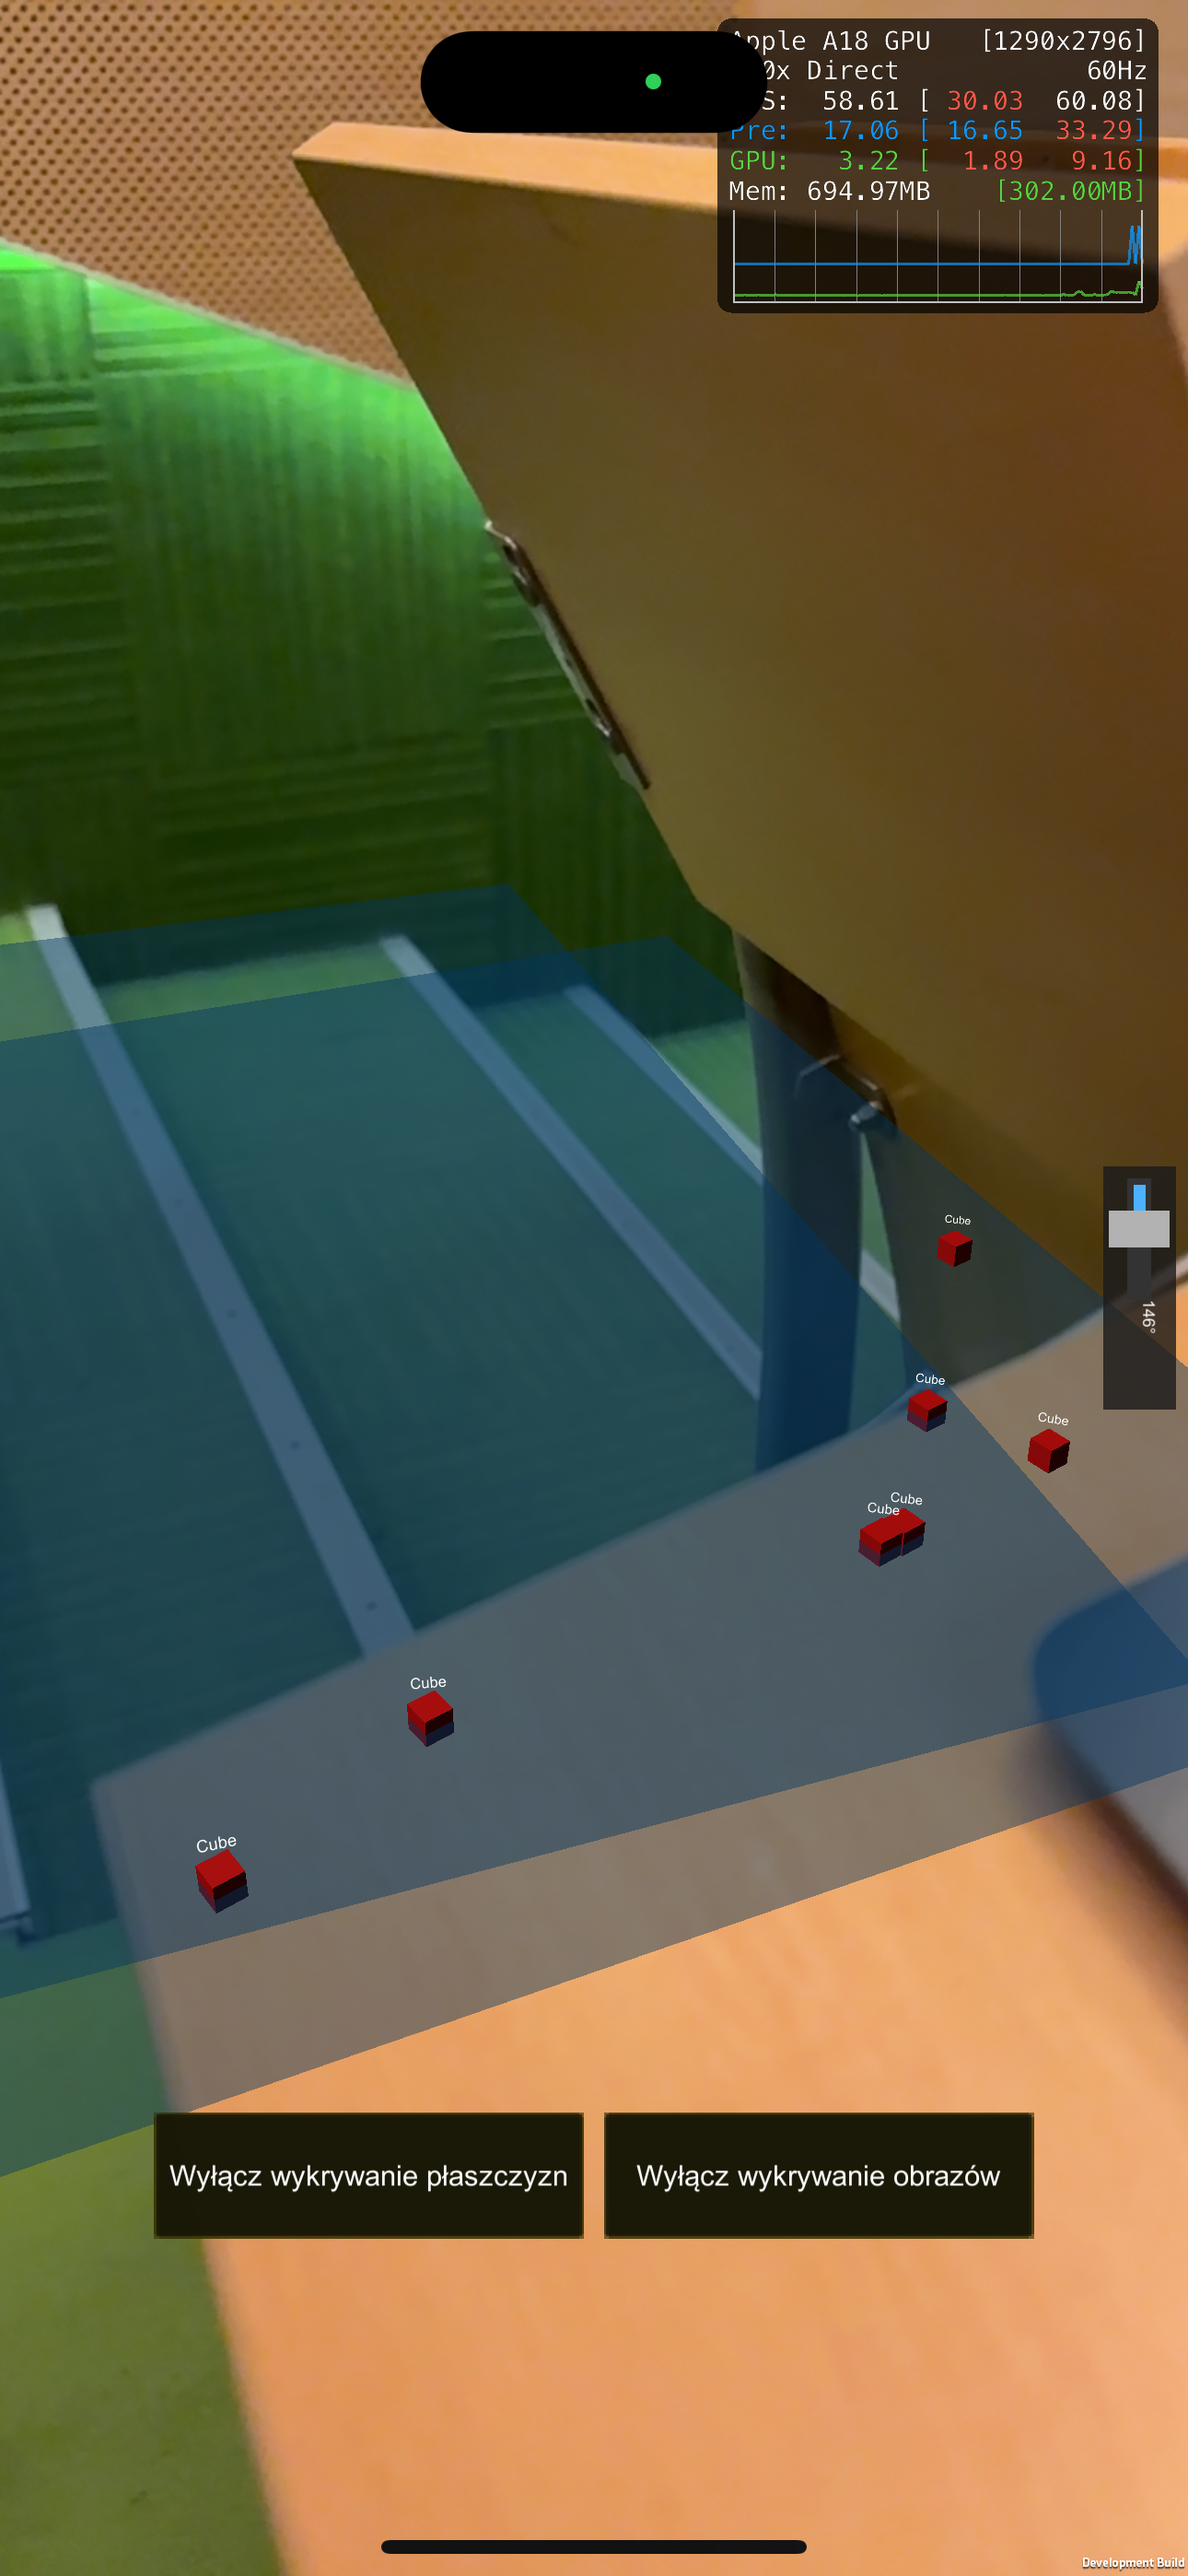 Apple A18 GPU [1290x2796]
0x Direct 60Hz
S: 58.61 [ 30.03 60.08]
Pre: 17.06 [ 16.65 33.29]
GPU: 3.22 [ 1.89 9.16]
Mem: 694.97MB [302.00MB]
Cube
146°
Cube
Cube
Cube
Cube
Cube
Cube
Wyłącz wykrywanie płaszczyzn
Wyłącz wykrywanie obrazów
Development Build